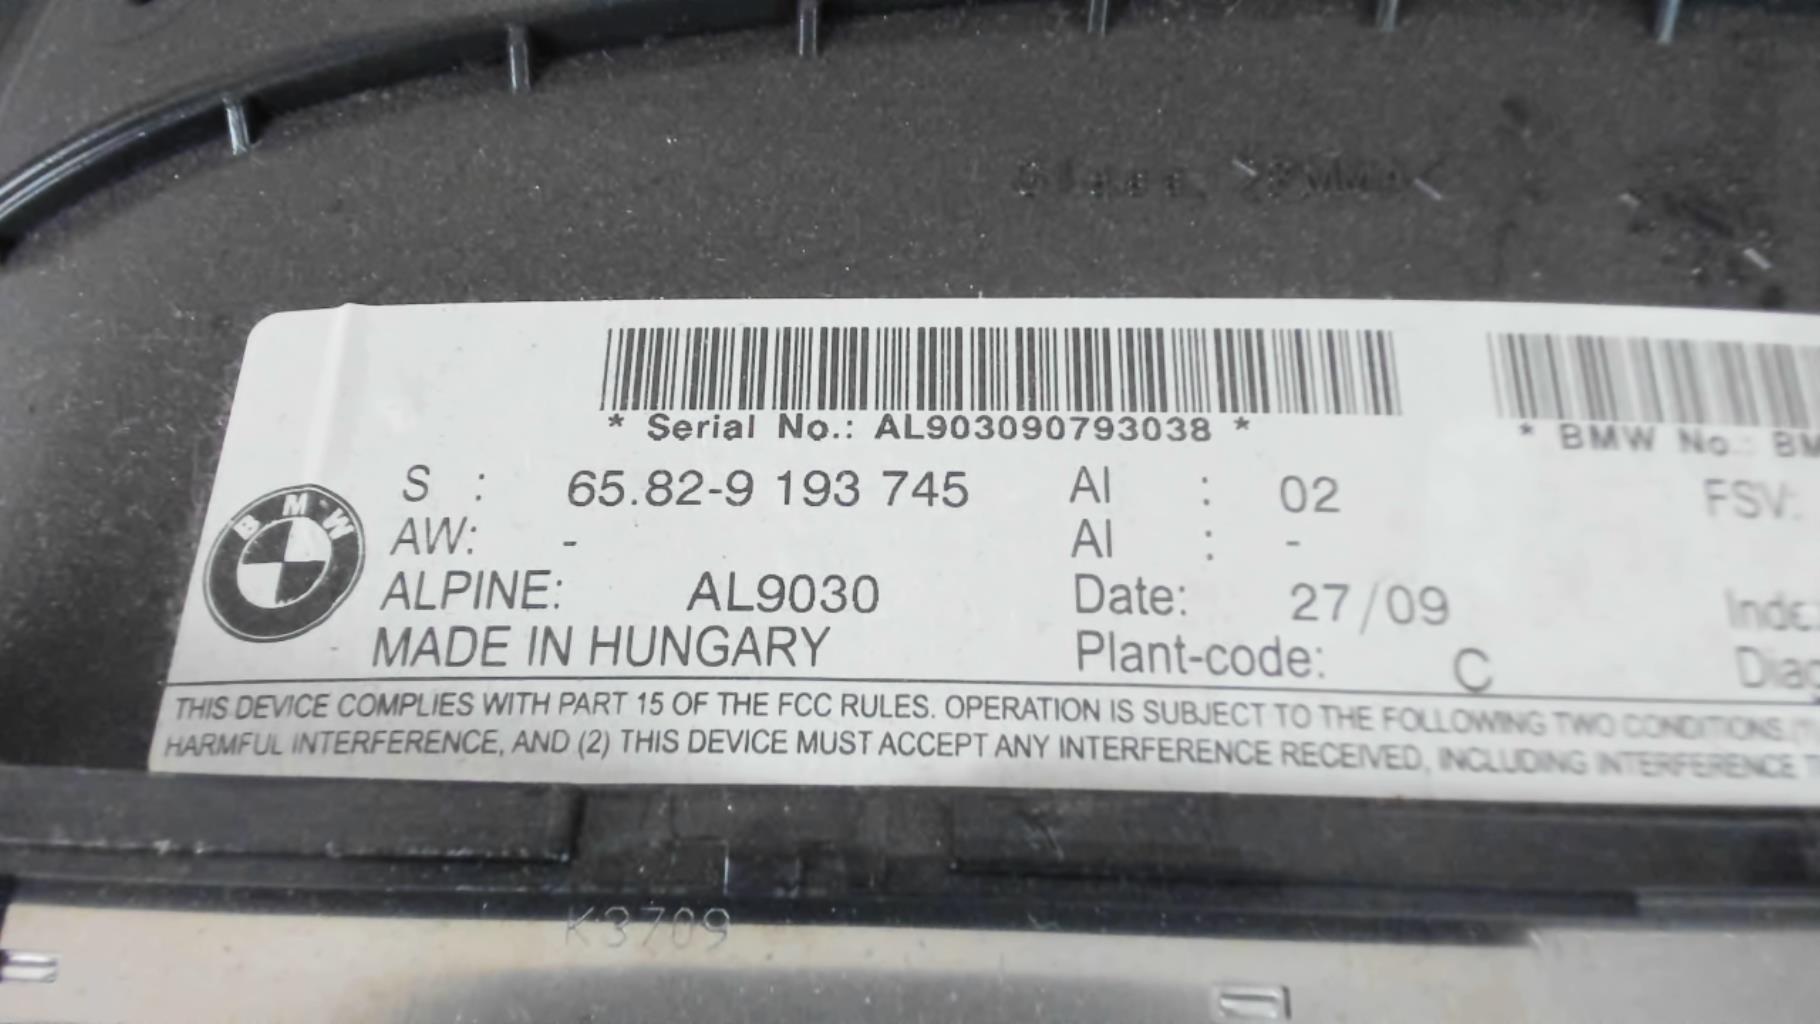 * Serial No.: AL903090793038 *
* BMW No.: BM
S : 65.82-9 193 745 AI : 02 FSV:
AW: - AI : -
BMW
ALPINE: AL9030 Date: 27/09
MADE IN HUNGARY Plant-code: C
THIS DEVICE COMPLIES WITH PART 15 OF THE FCC RULES. OPERATION IS SUBJECT TO THE FOLLOWING TWO CONDITIONS
HARMFUL INTERFERENCE, AND (2) THIS DEVICE MUST ACCEPT ANY INTERFERENCE RECEIVED, INCLUDING INTERFERENCE
K3709